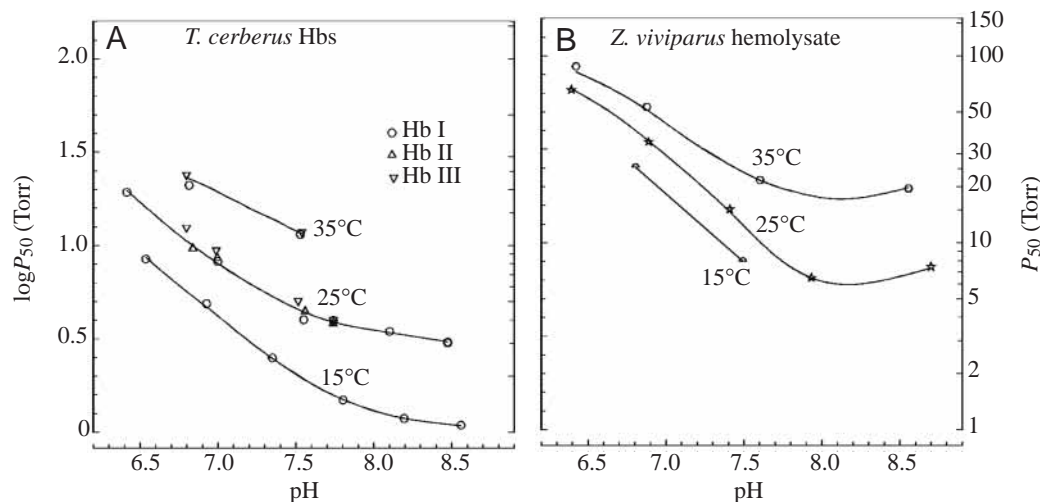 A T. cerberus Hbs
2.0
1.5
1.0
0.5
0
logP50 (Torr)
Hb I
Hb II
Hb III
35°C
25°C
15°C
6.5 7.0 7.5 8.0 8.5
pH
B Z. viviparus hemolysate
35°C
25°C
15°C
150
100
50
30
20
10
5
2
1
P50 (Torr)
6.5 7.0 7.5 8.0 8.5
pH